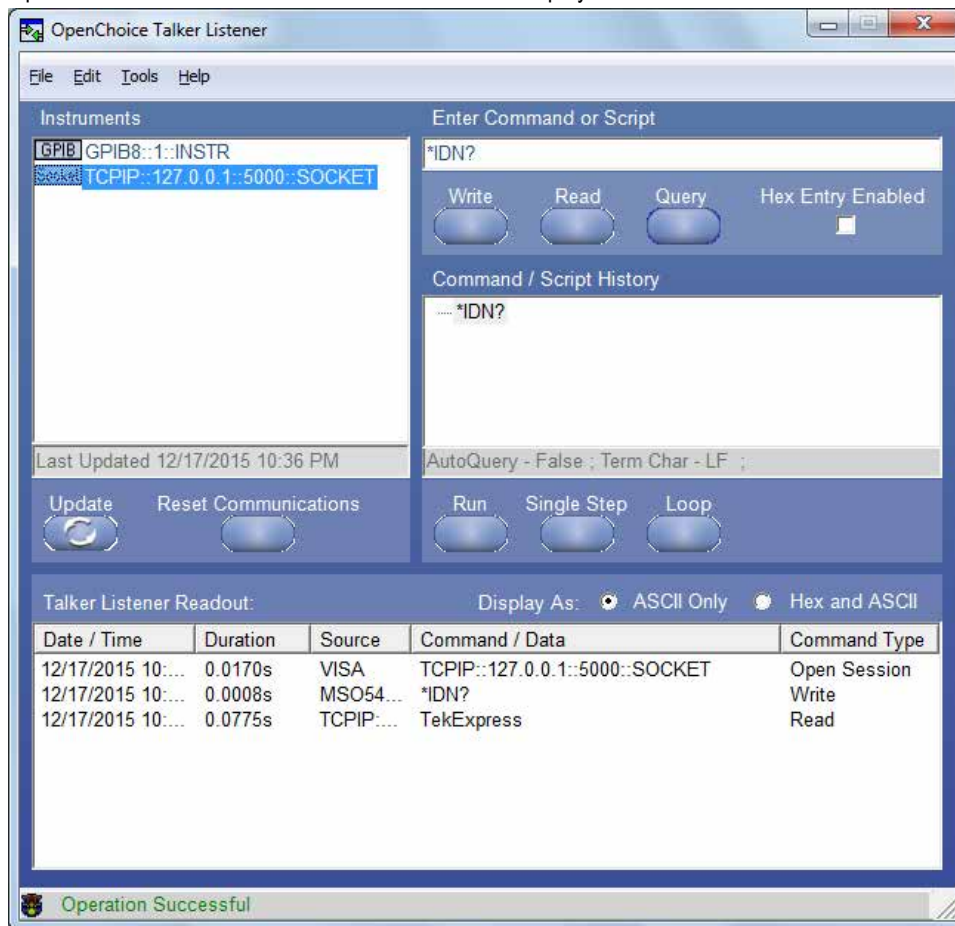 OpenChoice Talker Listener
File Edit Tools Help
Instruments
GPIB GPIB8::1::INSTR
Socket TCPIP::127.0.0.1::5000::SOCKET
Last Updated 12/17/2015 10:36 PM
Update Reset Communications
Enter Command or Script
*IDN?
Write Read Query Hex Entry Enabled
Command / Script History
*IDN?
AutoQuery - False ; Term Char - LF ;
Run Single Step Loop
Talker Listener Readout: Display As: ASCII Only Hex and ASCII
Date / Time Duration Source Command / Data Command Type
12/17/2015 10:... 0.0170s VISA TCPIP::127.0.0.1::5000::SOCKET Open Session
12/17/2015 10:... 0.0008s MSO54... *IDN? Write
12/17/2015 10:... 0.0775s TCPIP:... TekExpress Read
Operation Successful